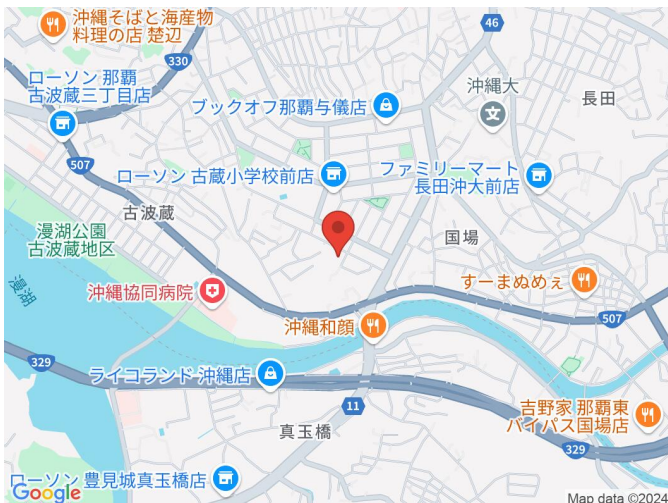 沖縄そばと海産物
料理の店 楚辺
46
330
ローソン 那覇
古波蔵三丁目店
沖縄大
長田
ブックオフ那覇与儀店
文
507
ローソン 古蔵小学校前店
ファミリーマート
長田沖大前店
古波蔵
漫湖公園
古波蔵地区
国場
漫湖
すーまぬめぇ
沖縄協同病院
507
沖縄和顔
329
ライコランド 沖縄店
11
吉野家 那覇東
バイパス国場店
真玉橋
329
ローソン 豊見城真玉橋店
Google
Map data ©2024